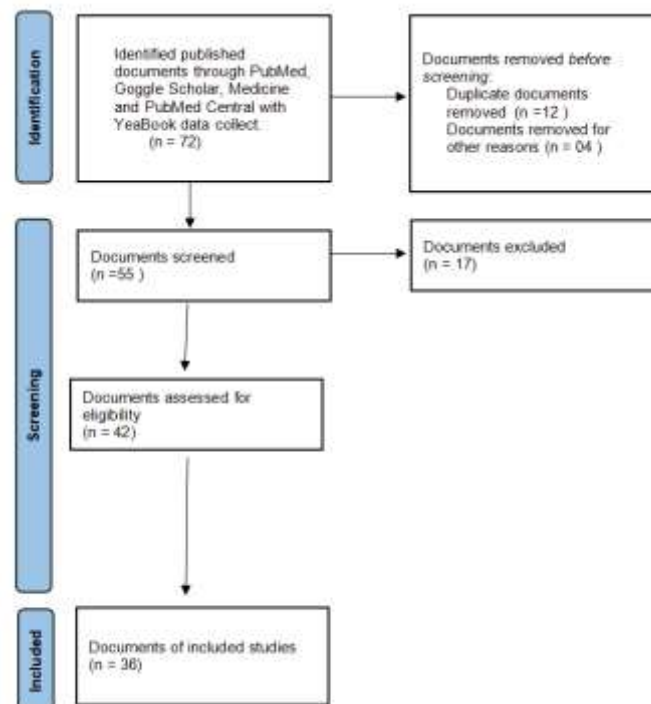 Identification
Identified published
documents through PubMed,
Goggle Scholar, Medicine
and PubMed Central with
YeaBook data collect
(n = 72)
Documents removed before
screening:
Duplicate documents
removed (n =12 )
Documents removed for
other reasons (n = 04 )
Screening
Documents screened
(n =55 )
Documents excluded
(n = 17)
Documents assessed for
eligibility
(n = 42)
Included
Documents of included studies
(n = 36)